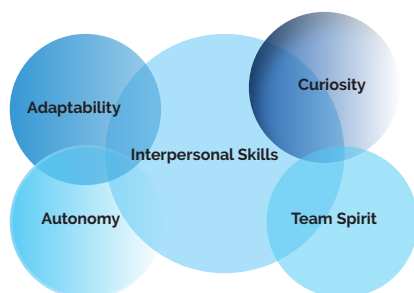 Curiosity
Adaptability
Interpersonal Skills
Autonomy
Team Spirit